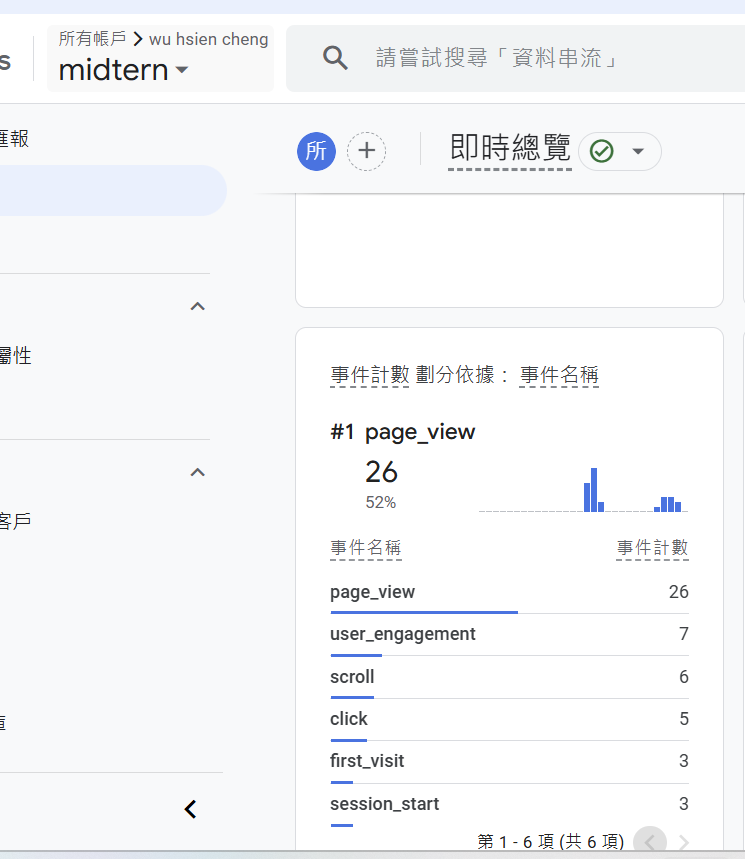 s
所有帳戶 > wu hsien cheng
midtern
請嘗試搜尋「資料串流」
匯報
所
即時總覽
屬性
客戶
事件計數 劃分依據： 事件名稱
#1 page_view
26
52%
事件名稱 事件計數
page_view 26
user_engagement 7
scroll 6
click 5
first_visit 3
session_start 3
第 1 - 6 項 (共 6 項)